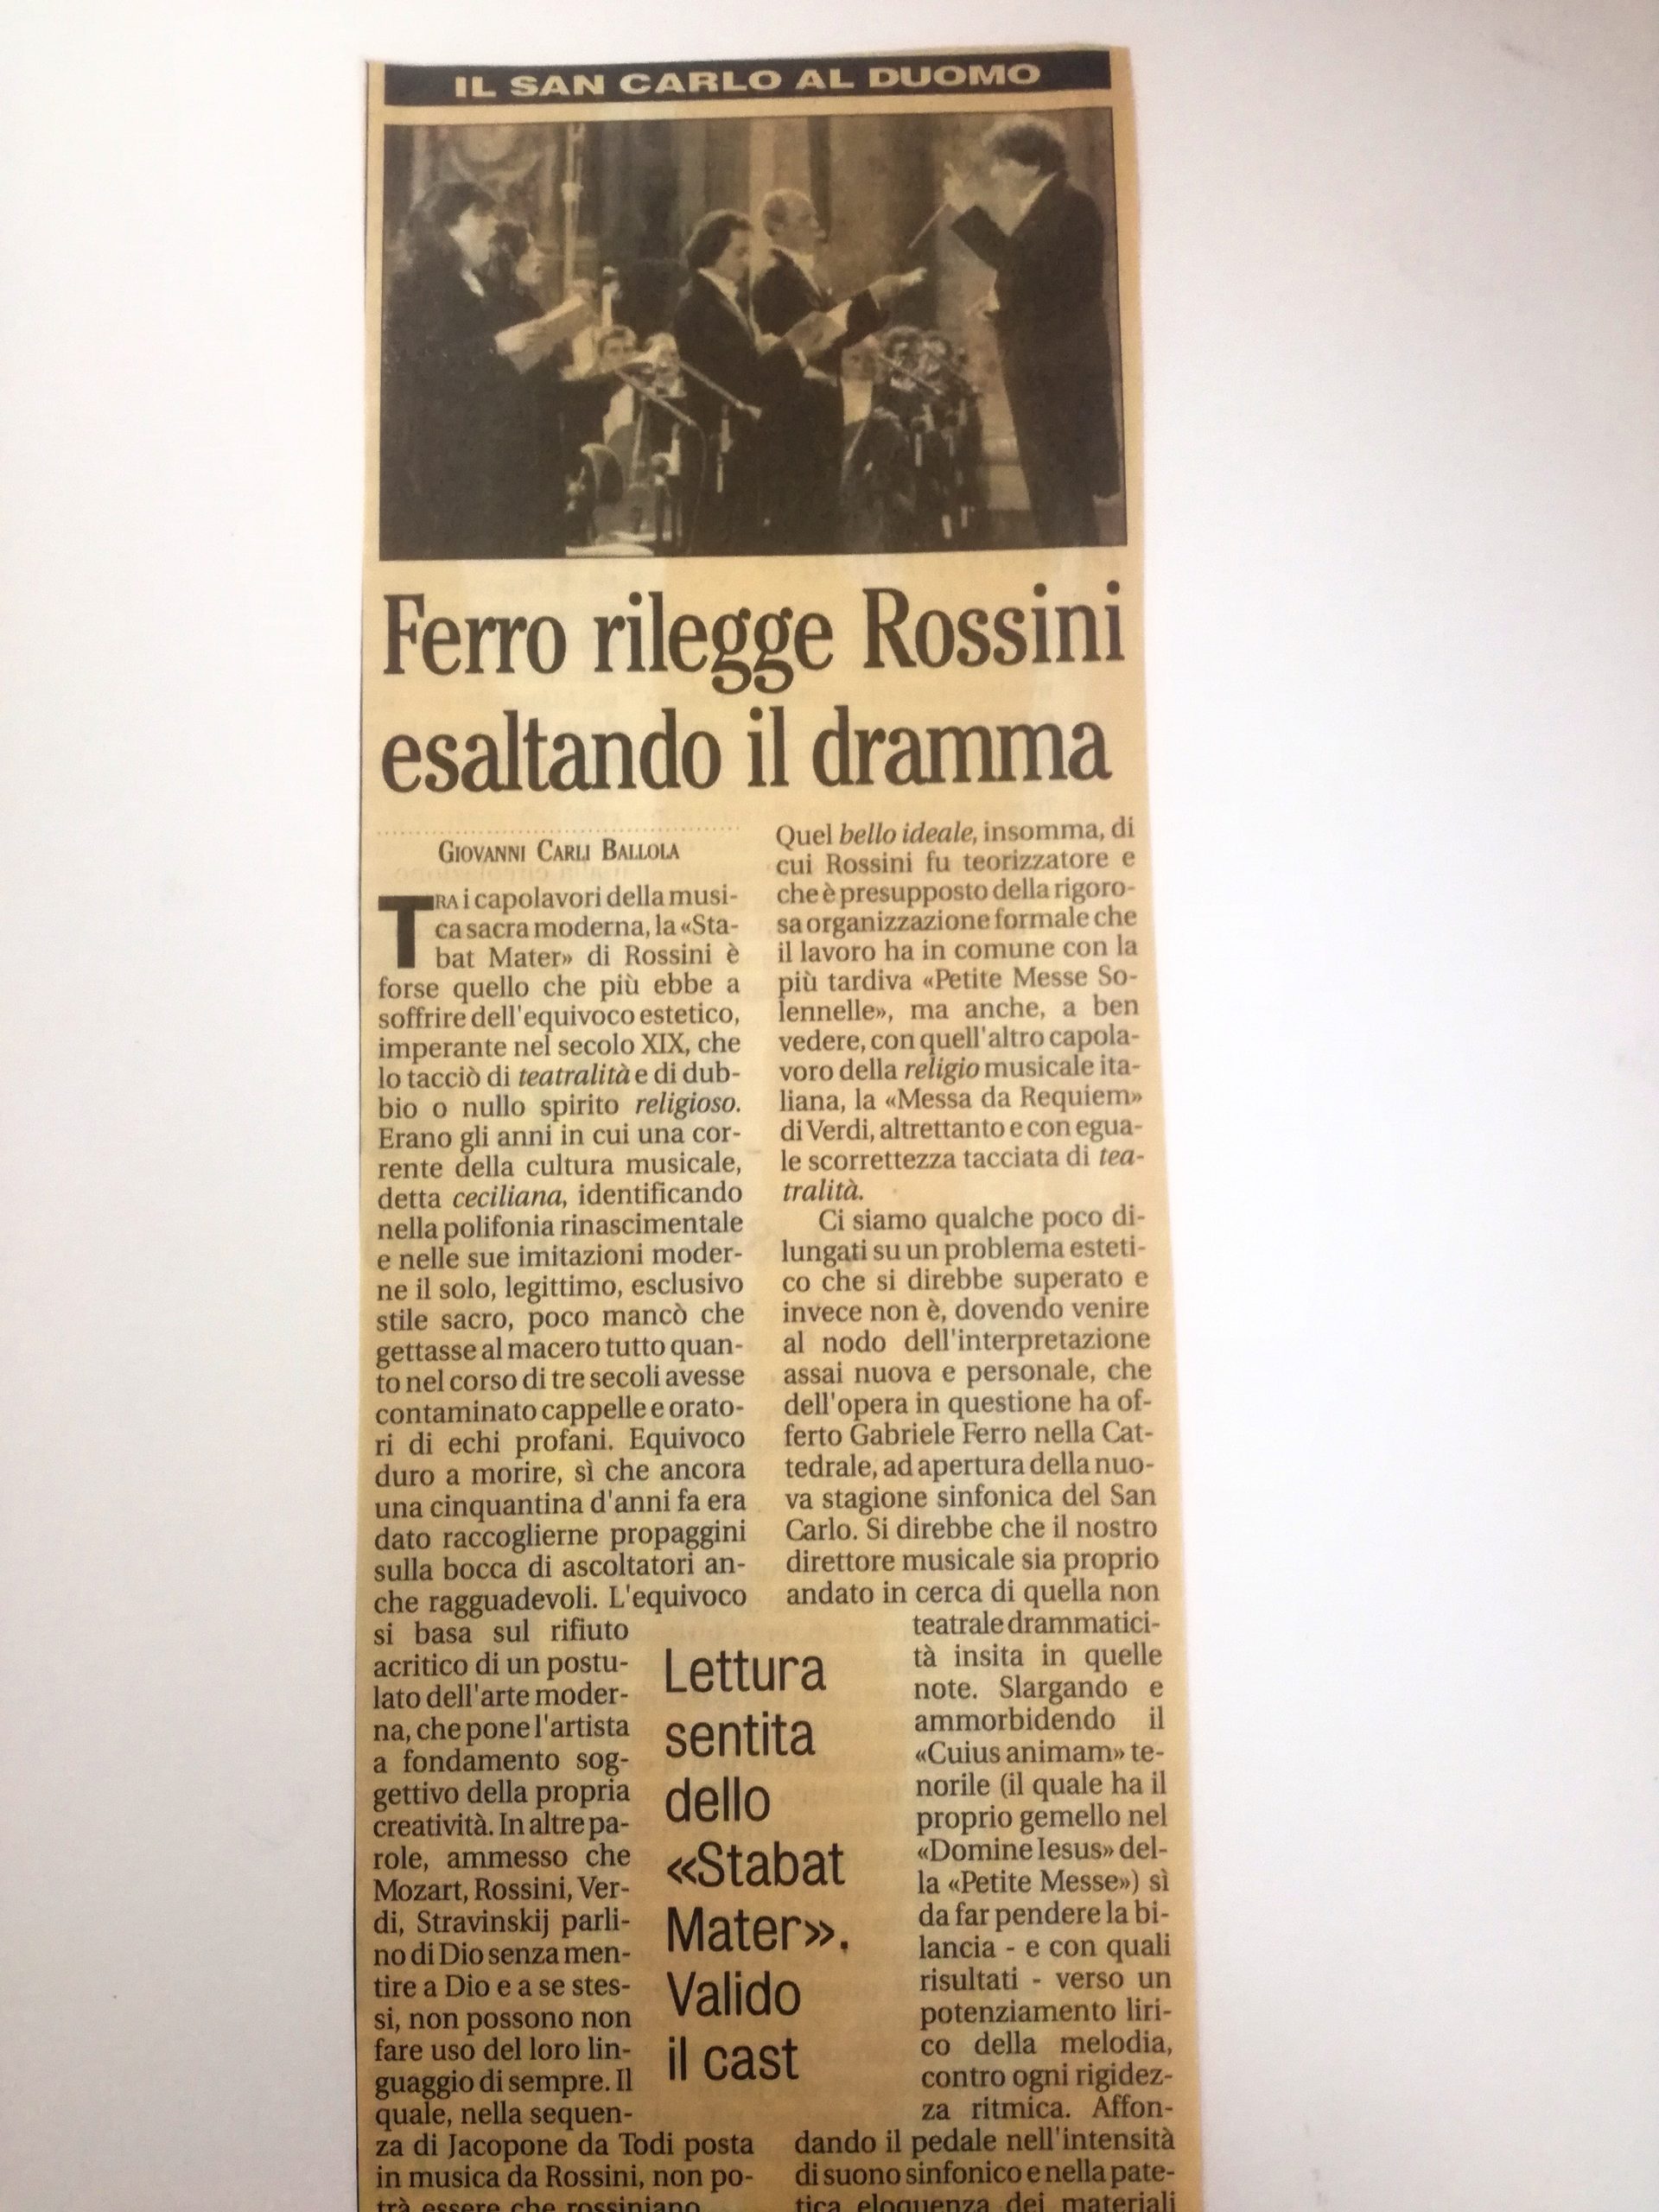 IL SAN CARLO AL DUOMO
Ferro rilegge Rossini
esaltando il dramma
GIOVANNI CARLI BALLOLA
TRA i capolavori della musi-
ca sacra moderna, la «Sta-
bat Mater» di Rossini è
forse quello che più ebbe a
soffrire dell'equivoco estetico,
imperante nel secolo XIX, che
lo tacciò di teatralità e di dub-
bio o nullo spirito religioso.
Erano gli anni in cui una cor-
rente della cultura musicale,
detta ceciliana, identificando
nella polifonia rinascimentale
e nelle sue imitazioni moder-
ne il solo, legittimo, esclusivo
stile sacro, poco mancò che
gettasse al macero tutto quan-
to nel corso di tre secoli avesse
contaminato cappelle e orato-
ri di echi profani. Equivoco
duro a morire, sì che ancora
una cinquantina d'anni fa era
dato raccoglierne propaggini
sulla bocca di ascoltatori an-
che ragguadevoli. L'equivoco
si basa sul rifiuto
acritico di un postu-
lato dell'arte moder-
na, che pone l'artista
a fondamento sog-
gettivo della propria
creatività. In altre pa-
role, ammesso che
Mozart, Rossini, Ver-
di, Stravinskij parli-
no di Dio senza men-
tire a Dio e a se stes-
si, non possono non
fare uso del loro lin-
guaggio di sempre. Il
quale, nella sequen-
za di Jacopone da Todi posta
in musica da Rossini, non po-
trà essere che rossiniano.
Lettura
sentita
dello
«Stabat
Mater».
Valido
il cast
Quel bello ideale, insomma, di
cui Rossini fu teorizzatore e
che è presupposto della rigoro-
sa organizzazione formale che
il lavoro ha in comune con la
più tardiva «Petite Messe So-
lennelle», ma anche, a ben
vedere, con quell'altro capola-
voro della religio musicale ita-
liana, la «Messa da Requiem»
di Verdi, altrettanto e con egua-
le scorrettezza tacciata di tea-
tralità.
Ci siamo qualche poco di-
lungati su un problema esteti-
co che si direbbe superato e
invece non è, dovendo venire
al nodo dell'interpretazione
assai nuova e personale, che
dell'opera in questione ha of-
ferto Gabriele Ferro nella Cat-
tedrale, ad apertura della nuo-
va stagione sinfonica del San
Carlo. Si direbbe che il nostro
direttore musicale sia proprio
andato in cerca di quella non
teatrale drammatici-
tà insita in quelle
note. Slargando e
ammorbidendo il
«Cuius animam» te-
norile (il quale ha il
proprio gemello nel
«Domine Iesus» del-
la «Petite Messe») sì
da far pendere la bi-
lancia - e con quali
risultati - verso un
potenziamento liri-
co della melodia,
contro ogni rigidez-
za ritmica. Affon-
dando il pedale nell'intensità
di suono sinfonico e nella pate-
tica eloquenza dei materiali